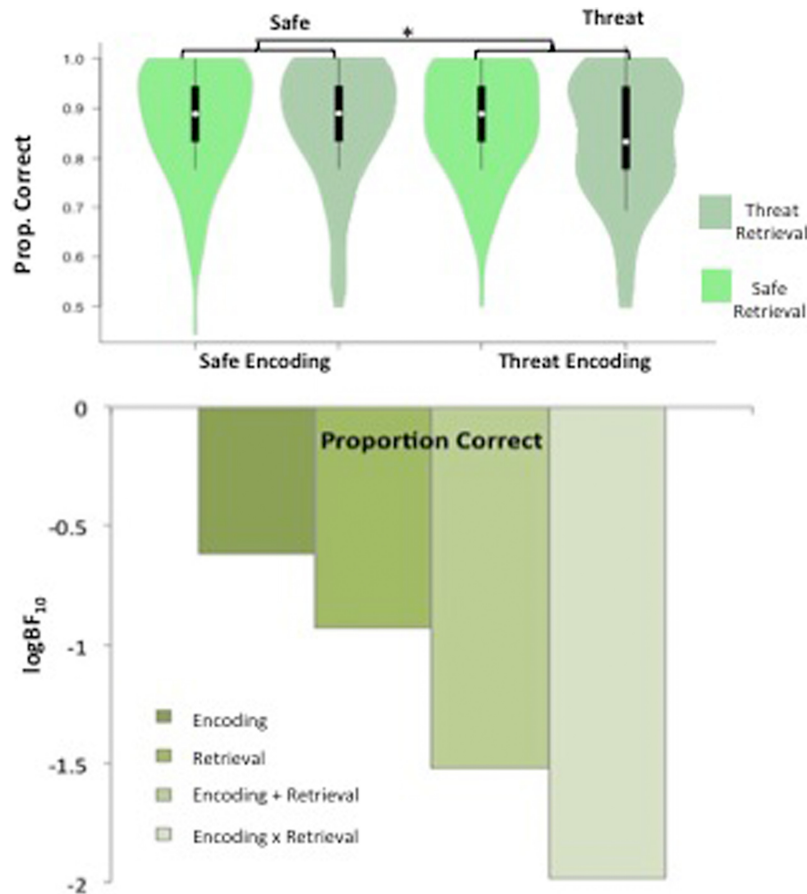 Safe
Threat
*
Prop. Correct
1.0
0.9
0.8
0.7
0.6
0.5
Threat
Retrieval
Safe
Retrieval
Safe Encoding
Threat Encoding
Proportion Correct
logBF10
0
-0.5
-1
-1.5
-2
Encoding
Retrieval
Encoding + Retrieval
Encoding x Retrieval